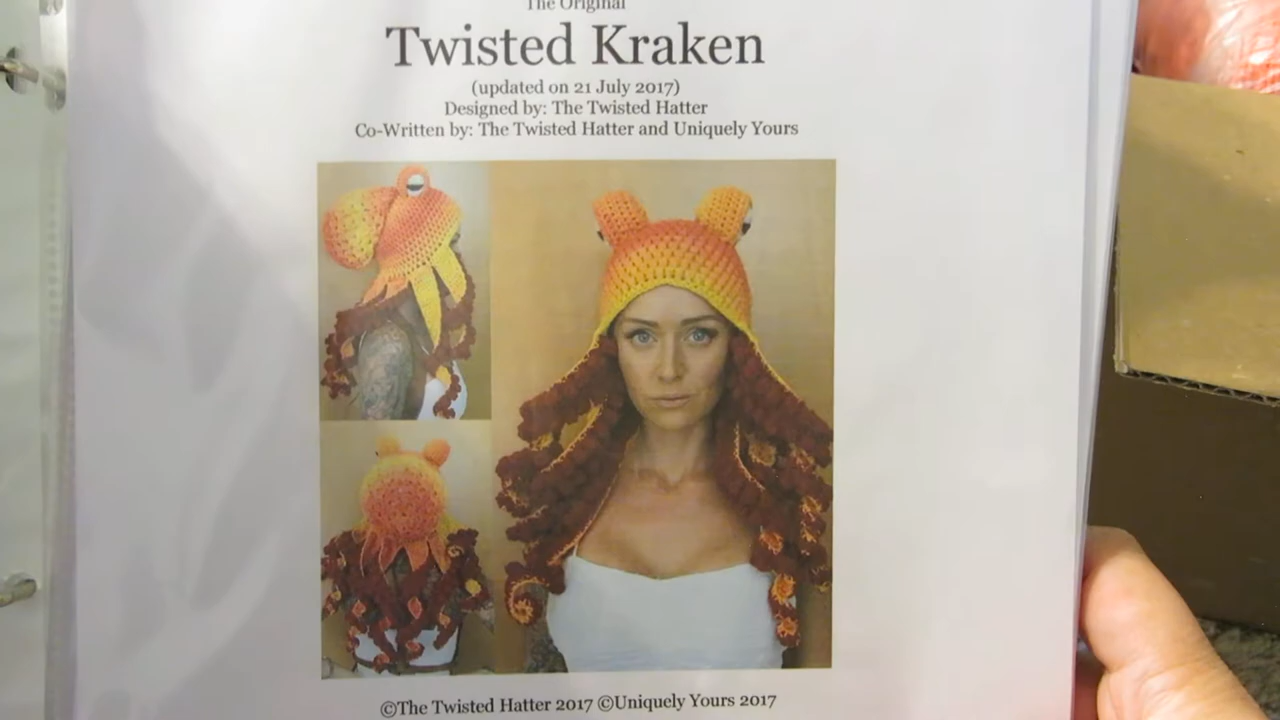 The Original
Twisted Kraken
(updated on 21 July 2017)
Designed by: The Twisted Hatter
Co-Written by: The Twisted Hatter and Uniquely Yours
©The Twisted Hatter 2017 ©Uniquely Yours 2017